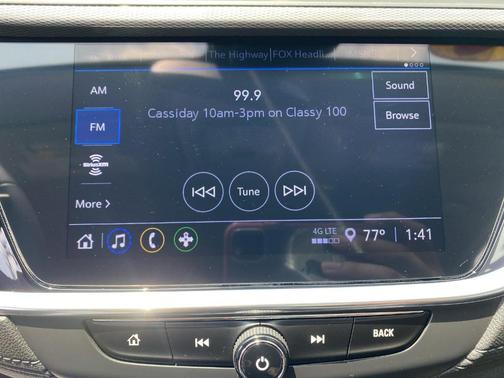 The Highway FOX Headli...
AM
99.9
Sound
Cassiday 10am-3pm on Classy 100
FM
Browse
SiriusXM
Tune
More >
4G LTE
77° 1:41
BACK